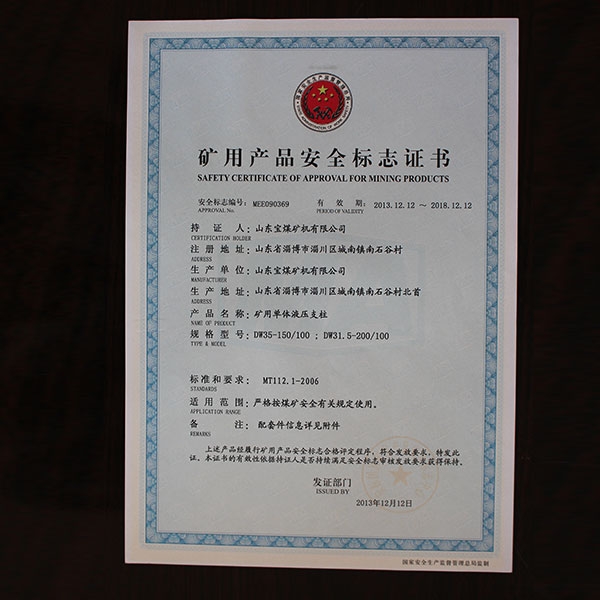 矿用产品安全标志证书
SAFETY CERTIFICATE OF APPROVAL FOR MINING PRODUCTS
安全标志编号: MEE090369 有效期: 2013.12.12 ~ 2018.12.12
APPROVAL No. PERIOD OF VALIDITY
持证人: 山东宝煤矿机有限公司
CERTIFICATION HOLDER
注册地址: 山东省淄博市淄川区城南镇南石谷村
ADDRESS
生产单位: 山东宝煤矿机有限公司
MANUFACTURER
生产地址: 山东省淄博市淄川区城南镇南石谷村北首
ADDRESS
产品名称: 矿用单体液压支柱
NAME OF PRODUCT
规格型号: DW35-150/100 ; DW31.5-200/100
TYPE & MODEL
标准和要求: MT112.1-2006
STANDARDS
适用范围: 严格按煤矿安全有关规定使用。
APPLICATION RANGE
备注: 配套件信息详见附件
REMARKS
上述产品经履行矿用产品安全标志合格评定程序，符合发放要求，特发此
证。本证书的有效性依据持证人是否持续满足安全标志审核发放要求获得保持。
发证部门
ISSUED BY
2013年12月12日
国家安全生产监督管理总局监制